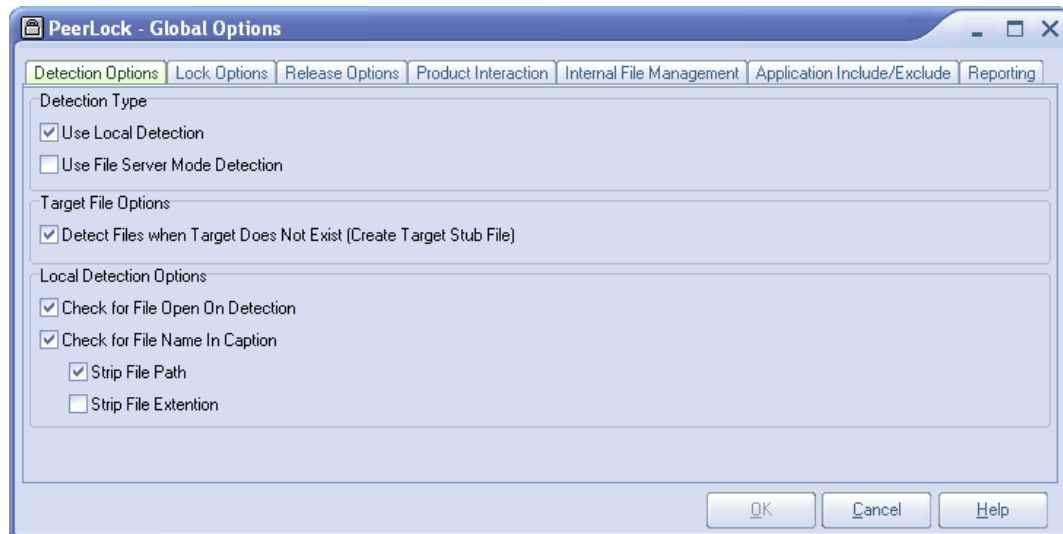 PeerLock - Global Options
Detection Options Lock Options Release Options Product Interaction Internal File Management Application Include/Exclude Reporting
Detection Type
Use Local Detection
Use File Server Mode Detection
Target File Options
Detect Files when Target Does Not Exist (Create Target Stub File)
Local Detection Options
Check for File Open On Detection
Check for File Name In Caption
Strip File Path
Strip File Extention
OK Cancel Help